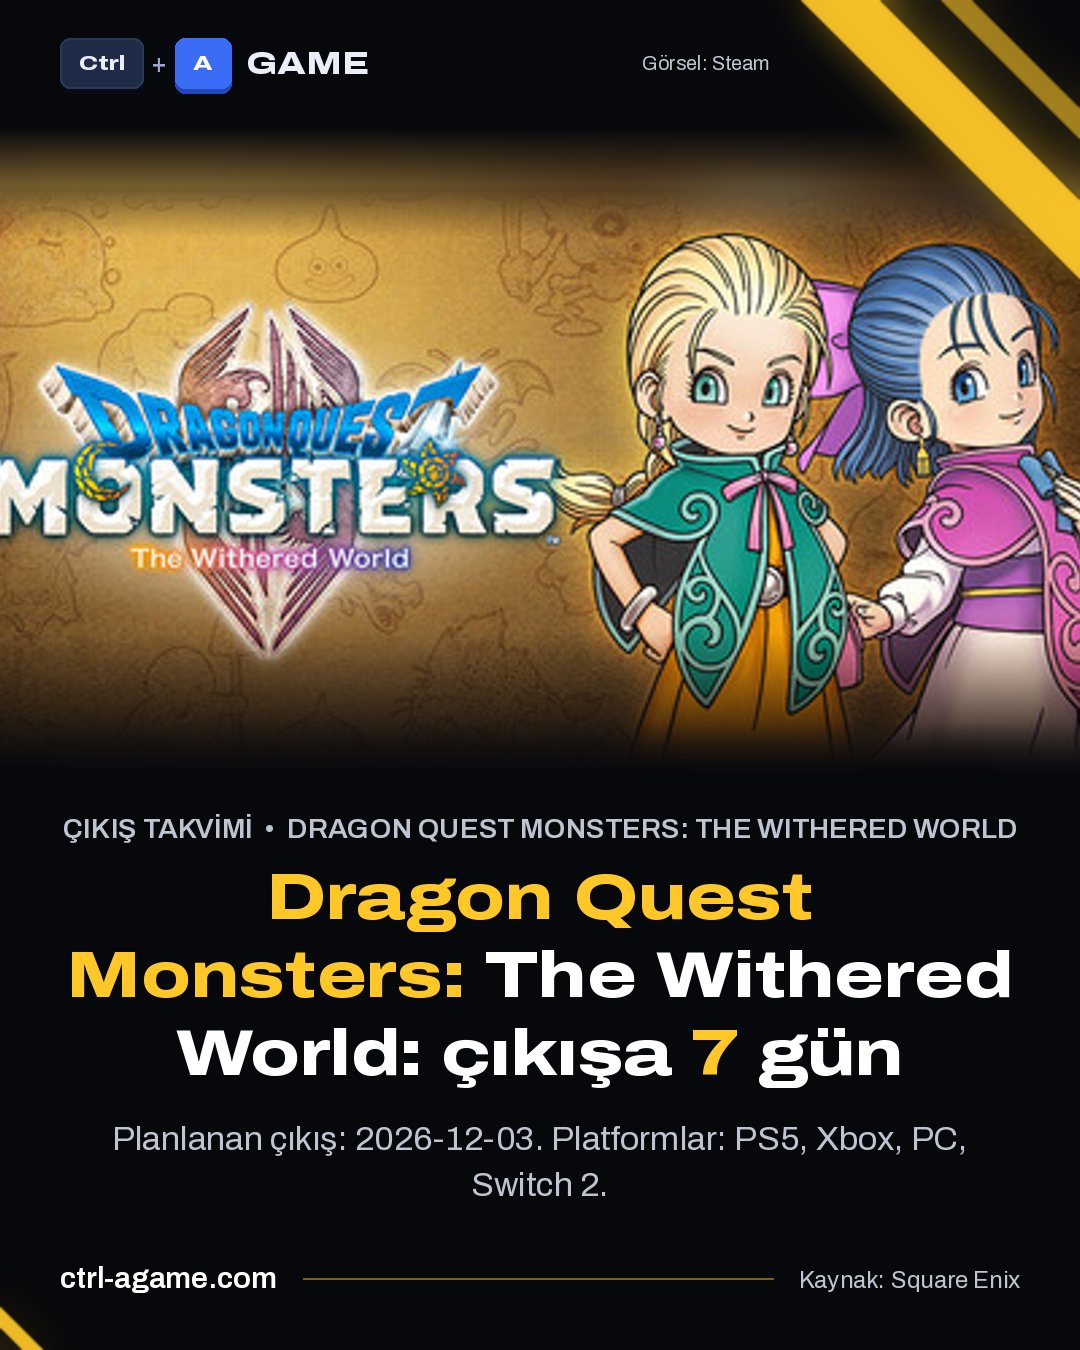 Ctrl + A GAME
Görsel: Steam
DRAGON QUEST
MONSTERS
The Withered World
ÇIKIŞ TAKVİMİ • DRAGON QUEST MONSTERS: THE WITHERED WORLD
Dragon Quest
Monsters: The Withered
World: çıkışa 7 gün
Planlanan çıkış: 2026-12-03. Platformlar: PS5, Xbox, PC,
Switch 2.
ctrl-agame.com
Kaynak: Square Enix